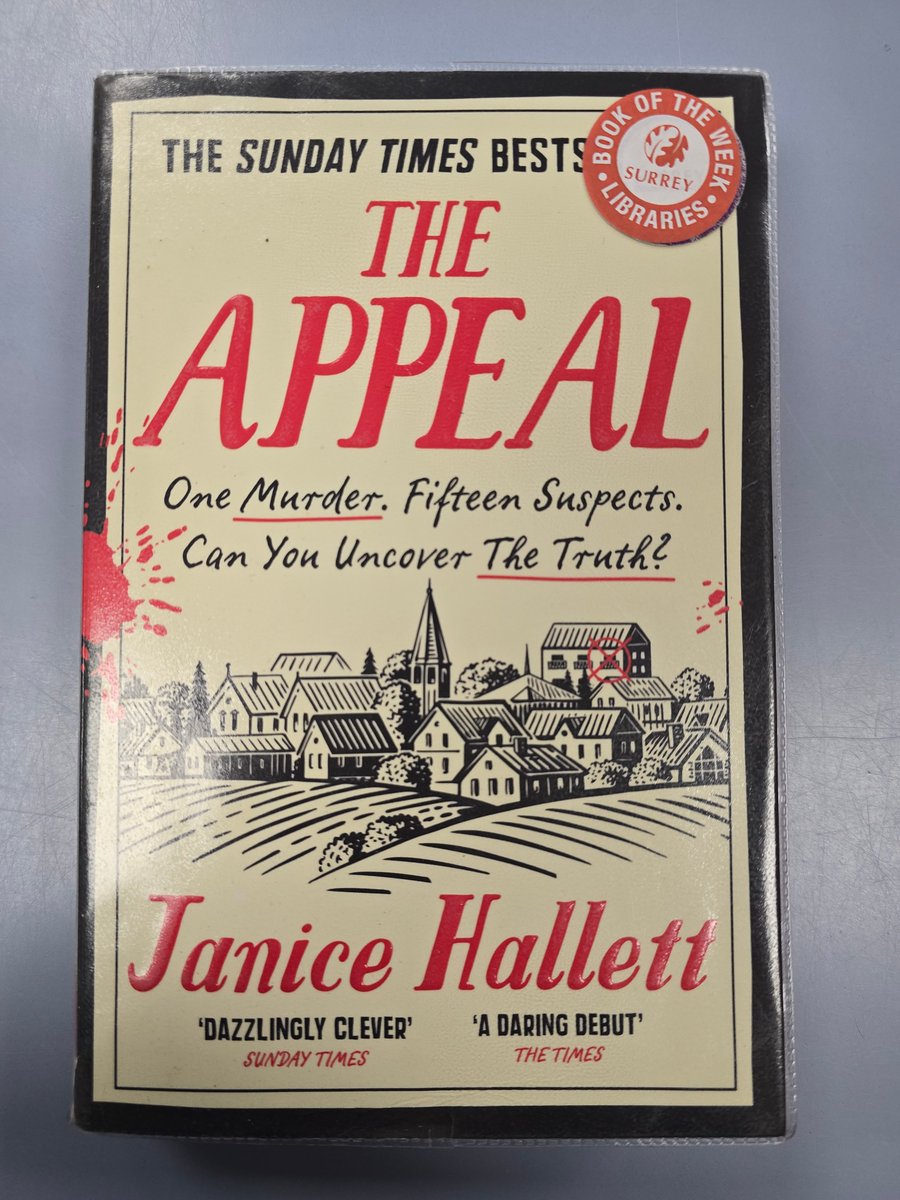 THE SUNDAY TIMES BESTS
BOOK OF THE WEEK
SURREY
• LIBRARIES •
THE
APPEAL
One Murder. Fifteen Suspects.
Can You Uncover The Truth?
Janice Hallett
‘DAZZLINGLY CLEVER’
SUNDAY TIMES
‘A DARING DEBUT’
THE TIMES